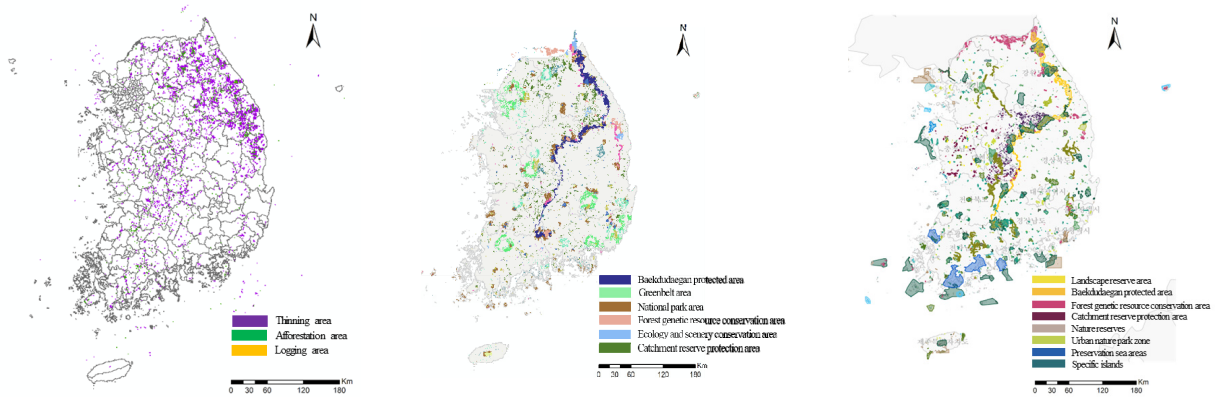 N
Thinning area
Afforestation area
Logging area
Km
0 30 60 120 180
N
Baekdudaegan protected area
Greenbelt area
National park area
Forest genetic resource conservation area
Ecology and scenery conservation area
Catchment reserve protection area
Km
0 30 60 120 180
N
Landscape reserve area
Baekdudaegan protected area
Forest genetic resource conservation area
Catchment reserve protection area
Nature reserves
Urban nature park zone
Preservation sea areas
Specific islands
Km
0 30 60 120 180